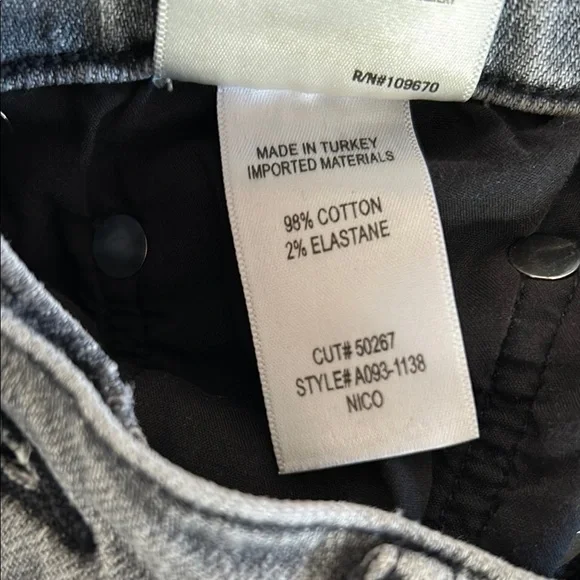 R/N#109670
MADE IN TURKEY
IMPORTED MATERIALS
98% COTTON
2% ELASTANE
CUT# 50267
STYLE# A093-1138
NICO